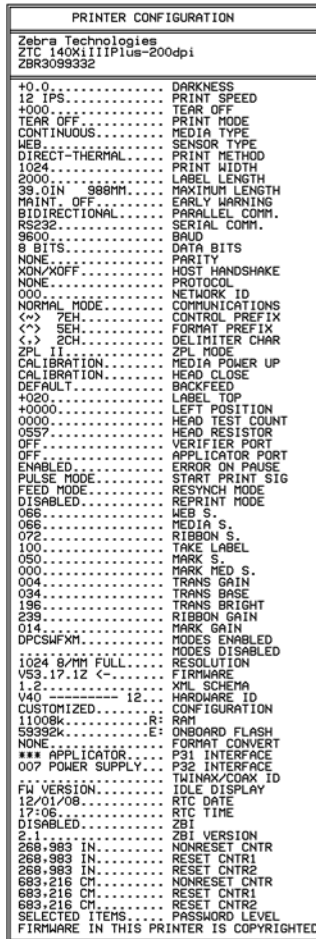 PRINTER CONFIGURATION
Zebra Technologies
ZTC 140XiIIIPlus-200dpi
ZBR3099332
+0.0............... DARKNESS
12 IPS............. PRINT SPEED
+000............... TEAR OFF
TEAR OFF........... PRINT MODE
CONTINUOUS......... MEDIA TYPE
WEB................ SENSOR TYPE
DIRECT-THERMAL..... PRINT METHOD
1024............... PRINT WIDTH
2000............... LABEL LENGTH
39.0IN   988MM..... MAXIMUM LENGTH
MAINT. OFF......... EARLY WARNING
BIDIRECTIONAL...... PARALLEL COMM.
RS232.............. SERIAL COMM.
9600............... BAUD
8 BITS............. DATA BITS
NONE............... PARITY
XON/XOFF........... HOST HANDSHAKE
NONE............... PROTOCOL
000................ NETWORK ID
NORMAL MODE........ COMMUNICATIONS
<~>  7EH........... CONTROL PREFIX
<^>  5EH........... FORMAT PREFIX
<,>  2CH........... DELIMITER CHAR
ZPL II............. ZPL MODE
CALIBRATION........ MEDIA POWER UP
CALIBRATION........ HEAD CLOSE
DEFAULT............ BACKFEED
+020............... LABEL TOP
+0000.............. LEFT POSITION
0000............... HEAD TEST COUNT
0557............... HEAD RESISTOR
OFF................ VERIFIER PORT
OFF................ APPLICATOR PORT
ENABLED............ ERROR ON PAUSE
PULSE MODE......... START PRINT SIG
FEED MODE.......... RESYNCH MODE
DISABLED........... REPRINT MODE
066................ WEB S.
066................ MEDIA S.
072................ RIBBON S.
100................ TAKE LABEL
050................ MARK S.
000................ MARK MED S.
004................ TRANS GAIN
034................ TRANS BASE
196................ TRANS BRIGHT
239................ RIBBON GAIN
014................ MARK GAIN
DPCSWFXM........... MODES ENABLED
................... MODES DISABLED
1024 8/MM FULL..... RESOLUTION
V53.17.1Z <-....... FIRMWARE
1.2................ XML SCHEMA
V40 --------- 12... HARDWARE ID
CUSTOMIZED......... CONFIGURATION
11008k...........R: RAM
59392k...........E: ONBOARD FLASH
NONE............... FORMAT CONVERT
*** APPLICATOR..... P31 INTERFACE
007 POWER SUPPLY... P32 INTERFACE
................... TWINAX/COAX ID
FW VERSION......... IDLE DISPLAY
12/01/08........... RTC DATE
17:06.............. RTC TIME
DISABLED........... ZBI
2.1................ ZBI VERSION
268,983 IN......... NONRESET CNTR
268,983 IN......... RESET CNTR1
268,983 IN......... RESET CNTR2
683,216 CM......... NONRESET CNTR
683,216 CM......... RESET CNTR1
683,216 CM......... RESET CNTR2
SELECTED ITEMS..... PASSWORD LEVEL
FIRMWARE IN THIS PRINTER IS COPYRIGHTED